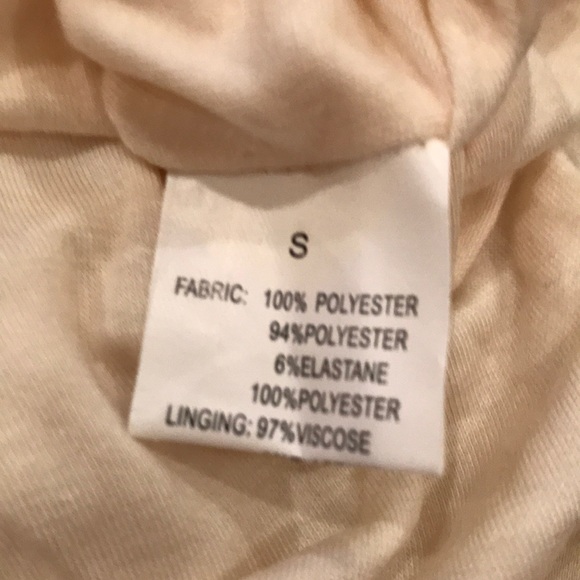 S
FABRIC: 100% POLYESTER
94%POLYESTER
6%ELASTANE
100%POLYESTER
LINGING: 97%VISCOSE